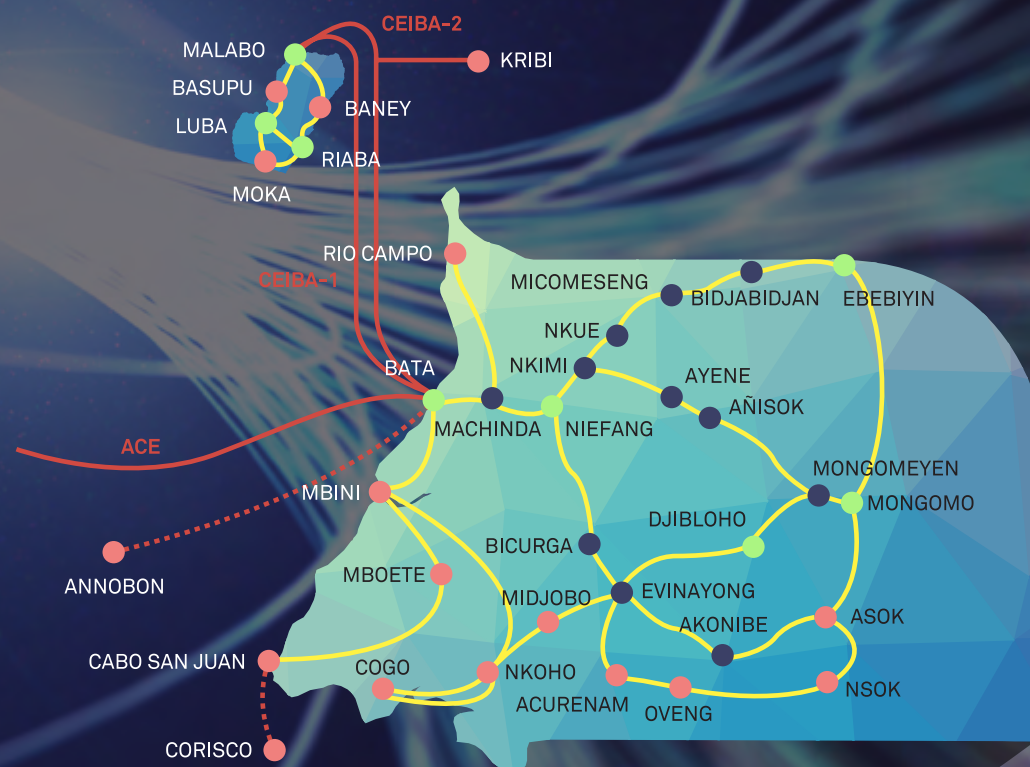 CEIBA-2
MALABO
KRIBI
BASUPU
BANEY
LUBA
RIABA
MOKA
RIO CAMPO
CEIBA-1
MICOMESENG
BIDJABIDJAN
EBEBIYIN
NKUE
BATA
NKIMI
AYENE
AÑISOK
MACHINDA
NIEFANG
ACE
MONGOMEYEN
MBINI
MONGOMO
DJIBLOHO
BICURGA
ANNOBON
MBOETE
EVINAYONG
MIDJOBO
AKONIBE
ASOK
CABO SAN JUAN
COGO
NKOHO
NSOK
ACURENAM
OVENG
CORISCO